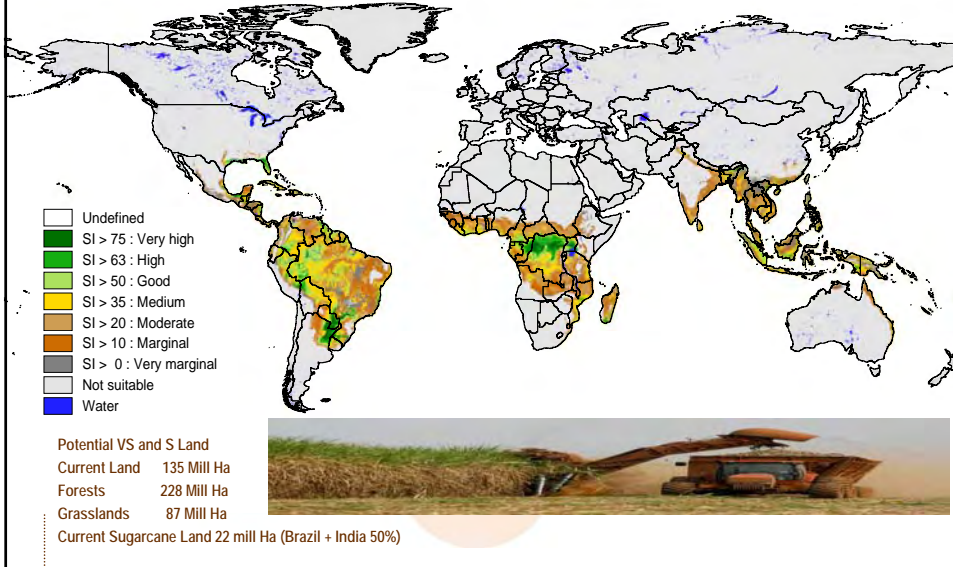 Undefined
SI > 75 : Very high
SI > 63 : High
SI > 50 : Good
SI > 35 : Medium
SI > 20 : Moderate
SI > 10 : Marginal
SI > 0 : Very marginal
Not suitable
Water
Potential VS and S Land
Current Land 135 Mill Ha
Forests 228 Mill Ha
Grasslands 87 Mill Ha
Current Sugarcane Land 22 mill Ha (Brazil + India 50%)